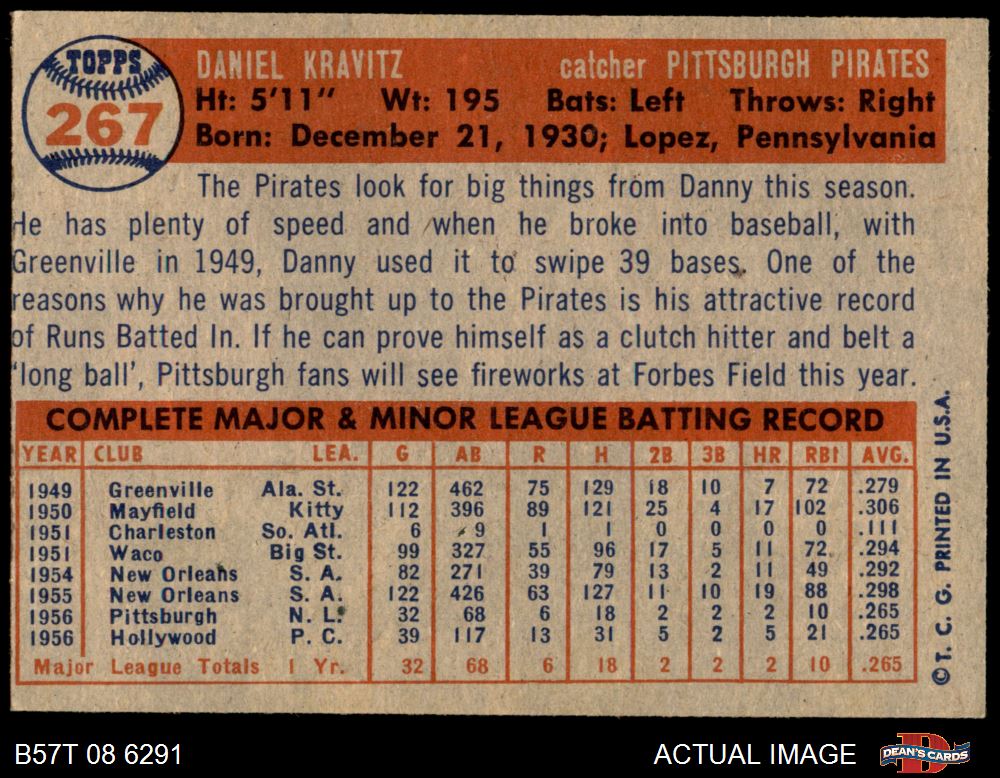 TOPPS
267
DANIEL KRAVITZ catcher PITTSBURGH PIRATES
Ht: 5'11" Wt: 195 Bats: Left Throws: Right
Born: December 21, 1930; Lopez, Pennsylvania
The Pirates look for big things from Danny this season.
He has plenty of speed and when he broke into baseball, with
Greenville in 1949, Danny used it to swipe 39 bases. One of the
reasons why he was brought up to the Pirates is his attractive record
of Runs Batted In. If he can prove himself as a clutch hitter and belt a
'long ball', Pittsburgh fans will see fireworks at Forbes Field this year.
COMPLETE MAJOR & MINOR LEAGUE BATTING RECORD
YEAR CLUB LEA. G AB R H 2B 3B HR RBI AVG.
1949 Greenville Ala. St. 122 462 75 129 18 10 7 72 .279
1950 Mayfield Kitty 112 396 89 121 25 4 17 102 .306
1951 Charleston So. Atl. 6 9 1 1 0 0 0 0 .111
1951 Waco Big St. 99 327 55 96 17 5 11 72 .294
1954 New Orleans S. A. 82 271 39 79 13 2 11 49 .292
1955 New Orleans S. A. 122 426 63 127 11 10 19 88 .298
1956 Pittsburgh N. L. 32 68 6 18 2 2 2 10 .265
1956 Hollywood P. C. 39 117 13 31 5 2 5 21 .265
Major League Totals 1 Yr. 32 68 6 18 2 2 2 10 .265
© T. C. G. PRINTED IN U.S.A.
B57T 08 6291 ACTUAL IMAGE DEAN'S CARDS